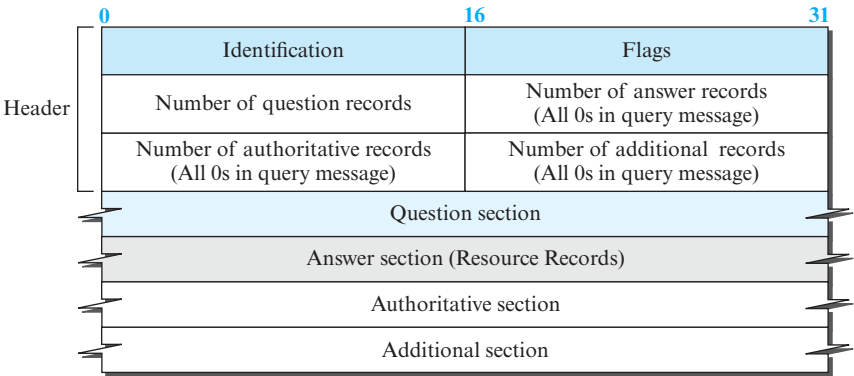 0 16 31
Identification Flags
Header
Number of question records
Number of answer records
(All 0s in query message)
Number of authoritative records
(All 0s in query message)
Number of additional records
(All 0s in query message)
Question section
Answer section (Resource Records)
Authoritative section
Additional section